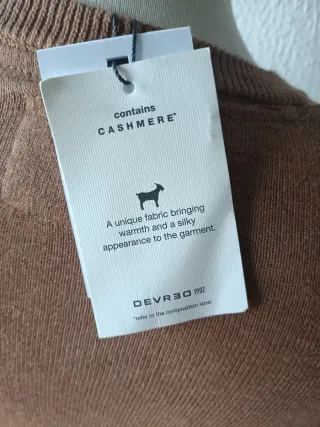 contains
CASHMERE*
A unique fabric bringing
warmth and a silky
appearance to the garment.
DEVRED 1902
*refer to the composition label